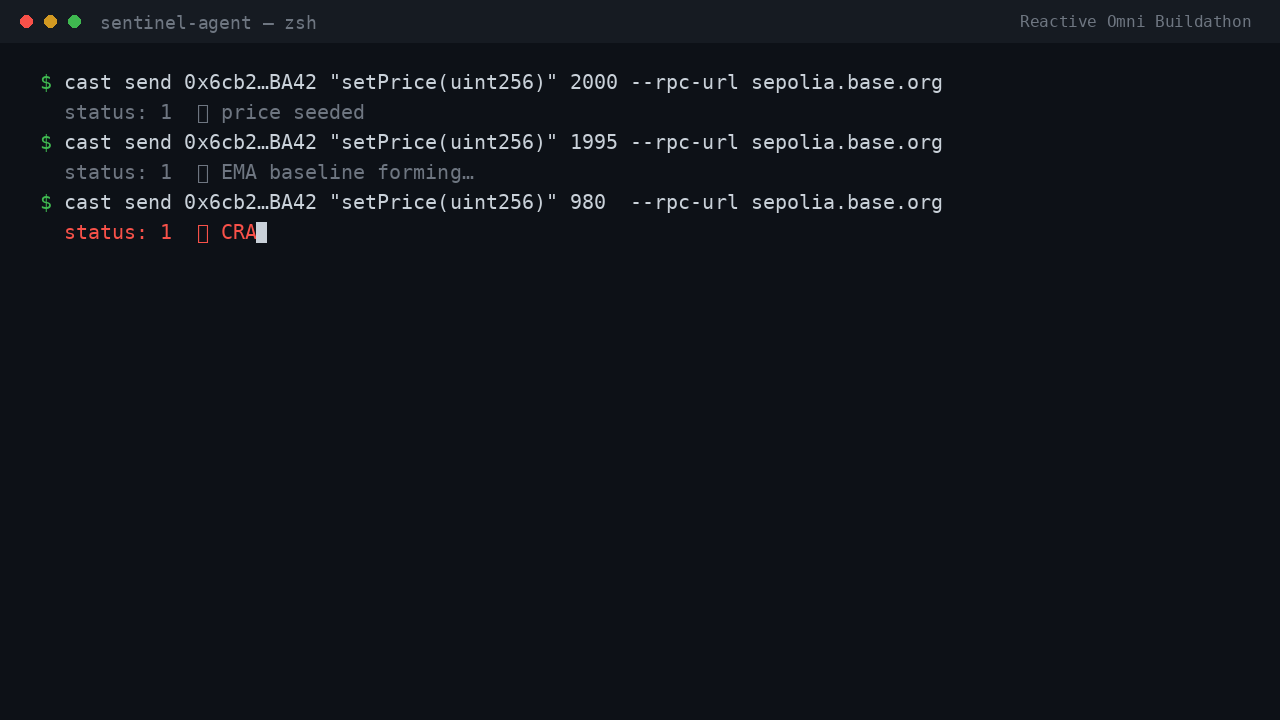 sentinel-agent — zsh
Reactive Omni Buildathon
$ cast send 0x6cb2…BA42 "setPrice(uint256)" 2000 --rpc-url sepolia.base.org
status: 1  ▯ price seeded
$ cast send 0x6cb2…BA42 "setPrice(uint256)" 1995 --rpc-url sepolia.base.org
status: 1  ▯ EMA baseline forming…
$ cast send 0x6cb2…BA42 "setPrice(uint256)" 980  --rpc-url sepolia.base.org
status: 1  ▯ CRA